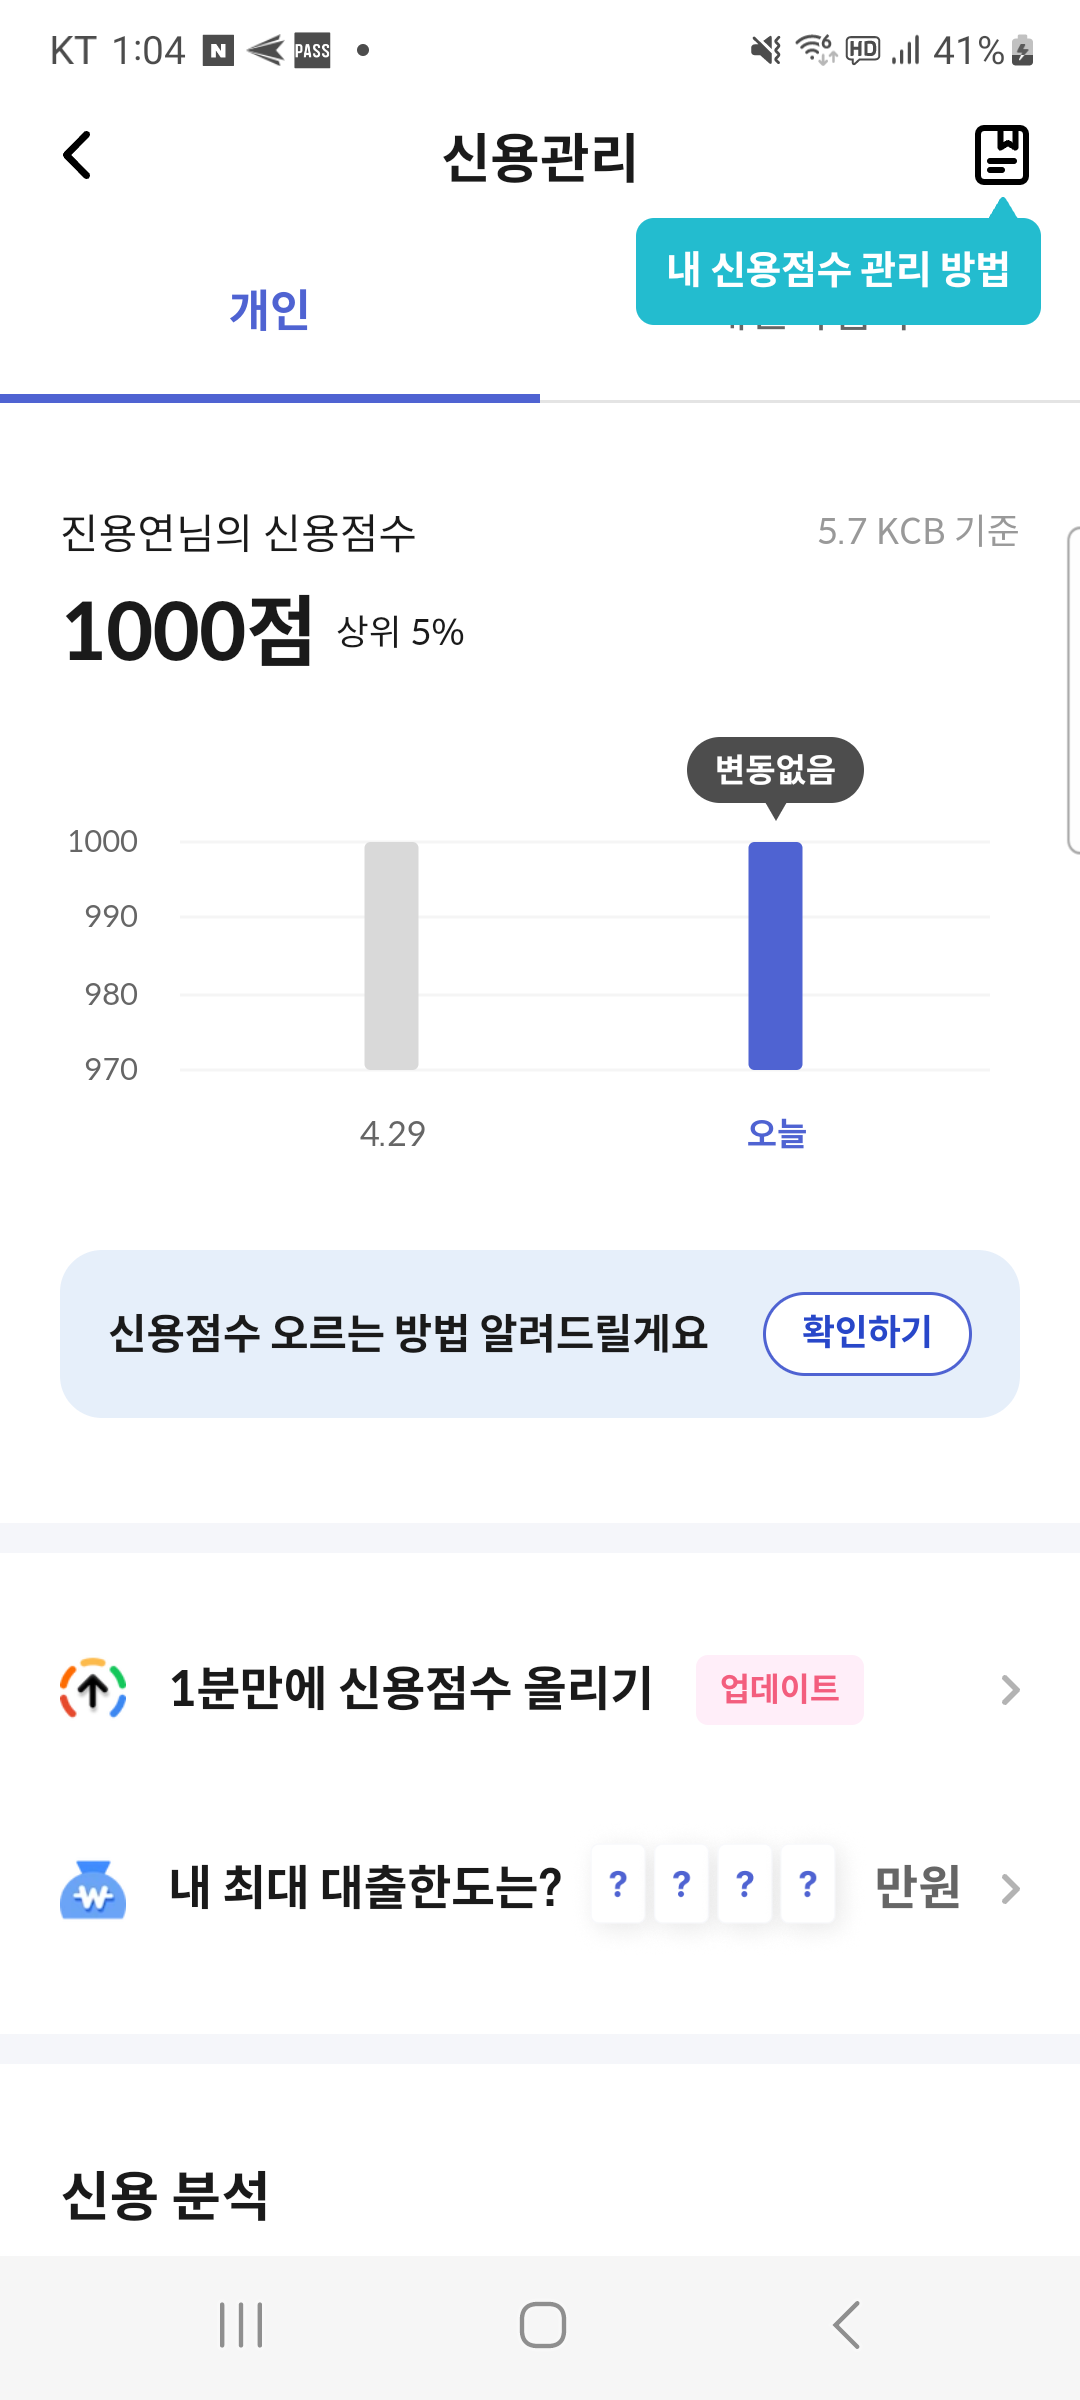 KT 1:04 N PASS HD 41%
신용관리
내 신용점수 관리 방법
개인
진용연님의 신용점수
5.7 KCB 기준
1000점 상위 5%
변동없음
1000
990
980
970
4.29
오늘
신용점수 오르는 방법 알려드릴게요 확인하기
1분만에 신용점수 올리기 업데이트
내 최대 대출한도는? ? ? ? ? 만원
신용 분석